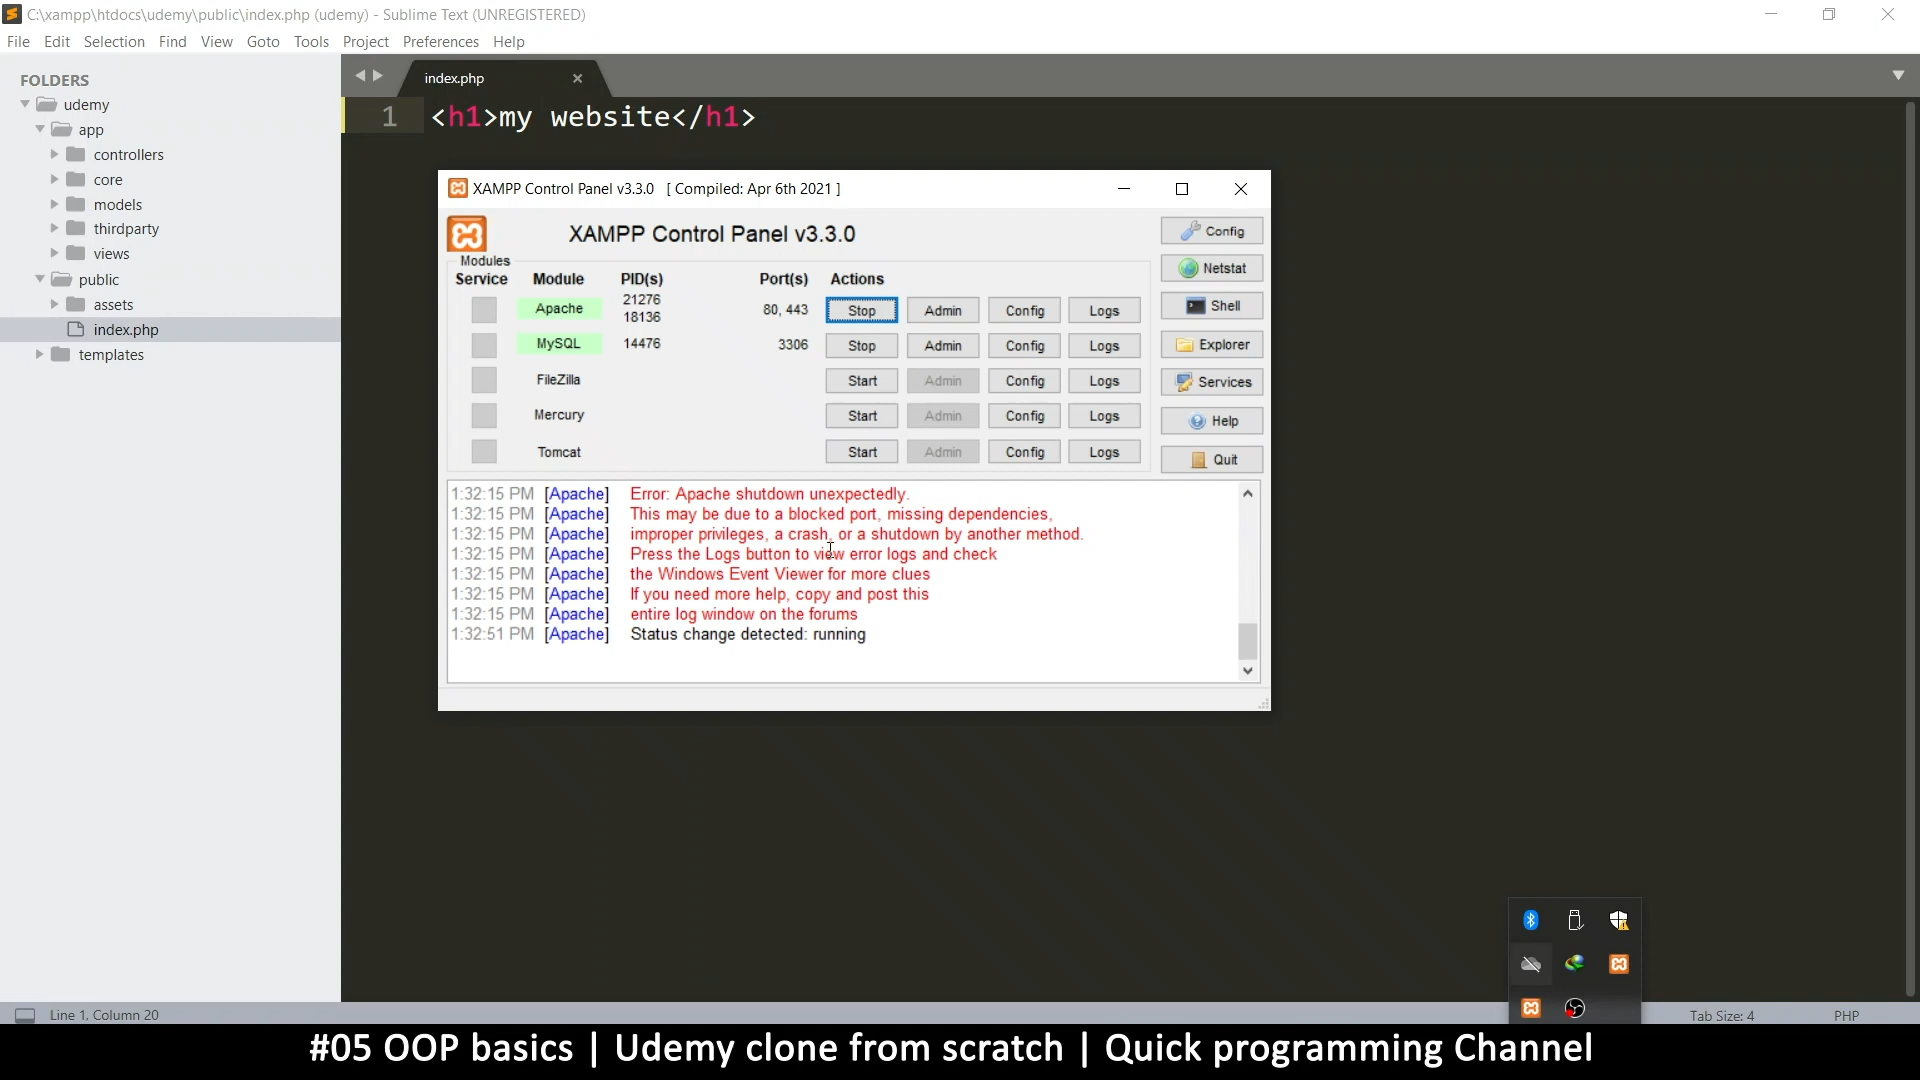 C:\xampp\htdocs\udemy\public\index.php (udemy) - Sublime Text (UNREGISTERED)
File Edit Selection Find View Goto Tools Project Preferences Help
FOLDERS
udemy
app
controllers
core
models
thirdparty
views
public
assets
index.php
templates
index.php
1 <h1>my website</h1>
XAMPP Control Panel v3.3.0 [ Compiled: Apr 6th 2021 ]
XAMPP Control Panel v3.3.0
Modules
Service Module PID(s) Port(s) Actions
Apache 21276 18136 80, 443 Stop Admin Config Logs
MySQL 14476 3306 Stop Admin Config Logs
FileZilla Start Admin Config Logs
Mercury Start Admin Config Logs
Tomcat Start Admin Config Logs
Config
Netstat
Shell
Explorer
Services
Help
Quit
1:32:15 PM [Apache] Error: Apache shutdown unexpectedly.
1:32:15 PM [Apache] This may be due to a blocked port, missing dependencies,
1:32:15 PM [Apache] improper privileges, a crash, or a shutdown by another method.
1:32:15 PM [Apache] Press the Logs button to view error logs and check
1:32:15 PM [Apache] the Windows Event Viewer for more clues
1:32:15 PM [Apache] If you need more help, copy and post this
1:32:15 PM [Apache] entire log window on the forums
1:32:51 PM [Apache] Status change detected: running
Line 1, Column 20
Tab Size: 4 PHP
#05 OOP basics | Udemy clone from scratch | Quick programming Channel